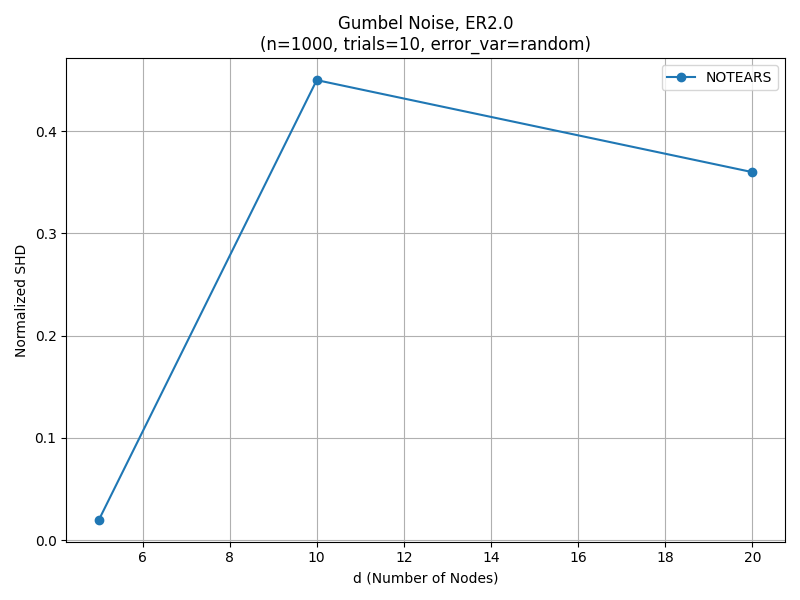 Gumbel Noise, ER2.0
(n=1000, trials=10, error_var=random)
NOTEARS
Normalized SHD
0.4
0.3
0.2
0.1
0.0
6 8 10 12 14 16 18 20
d (Number of Nodes)